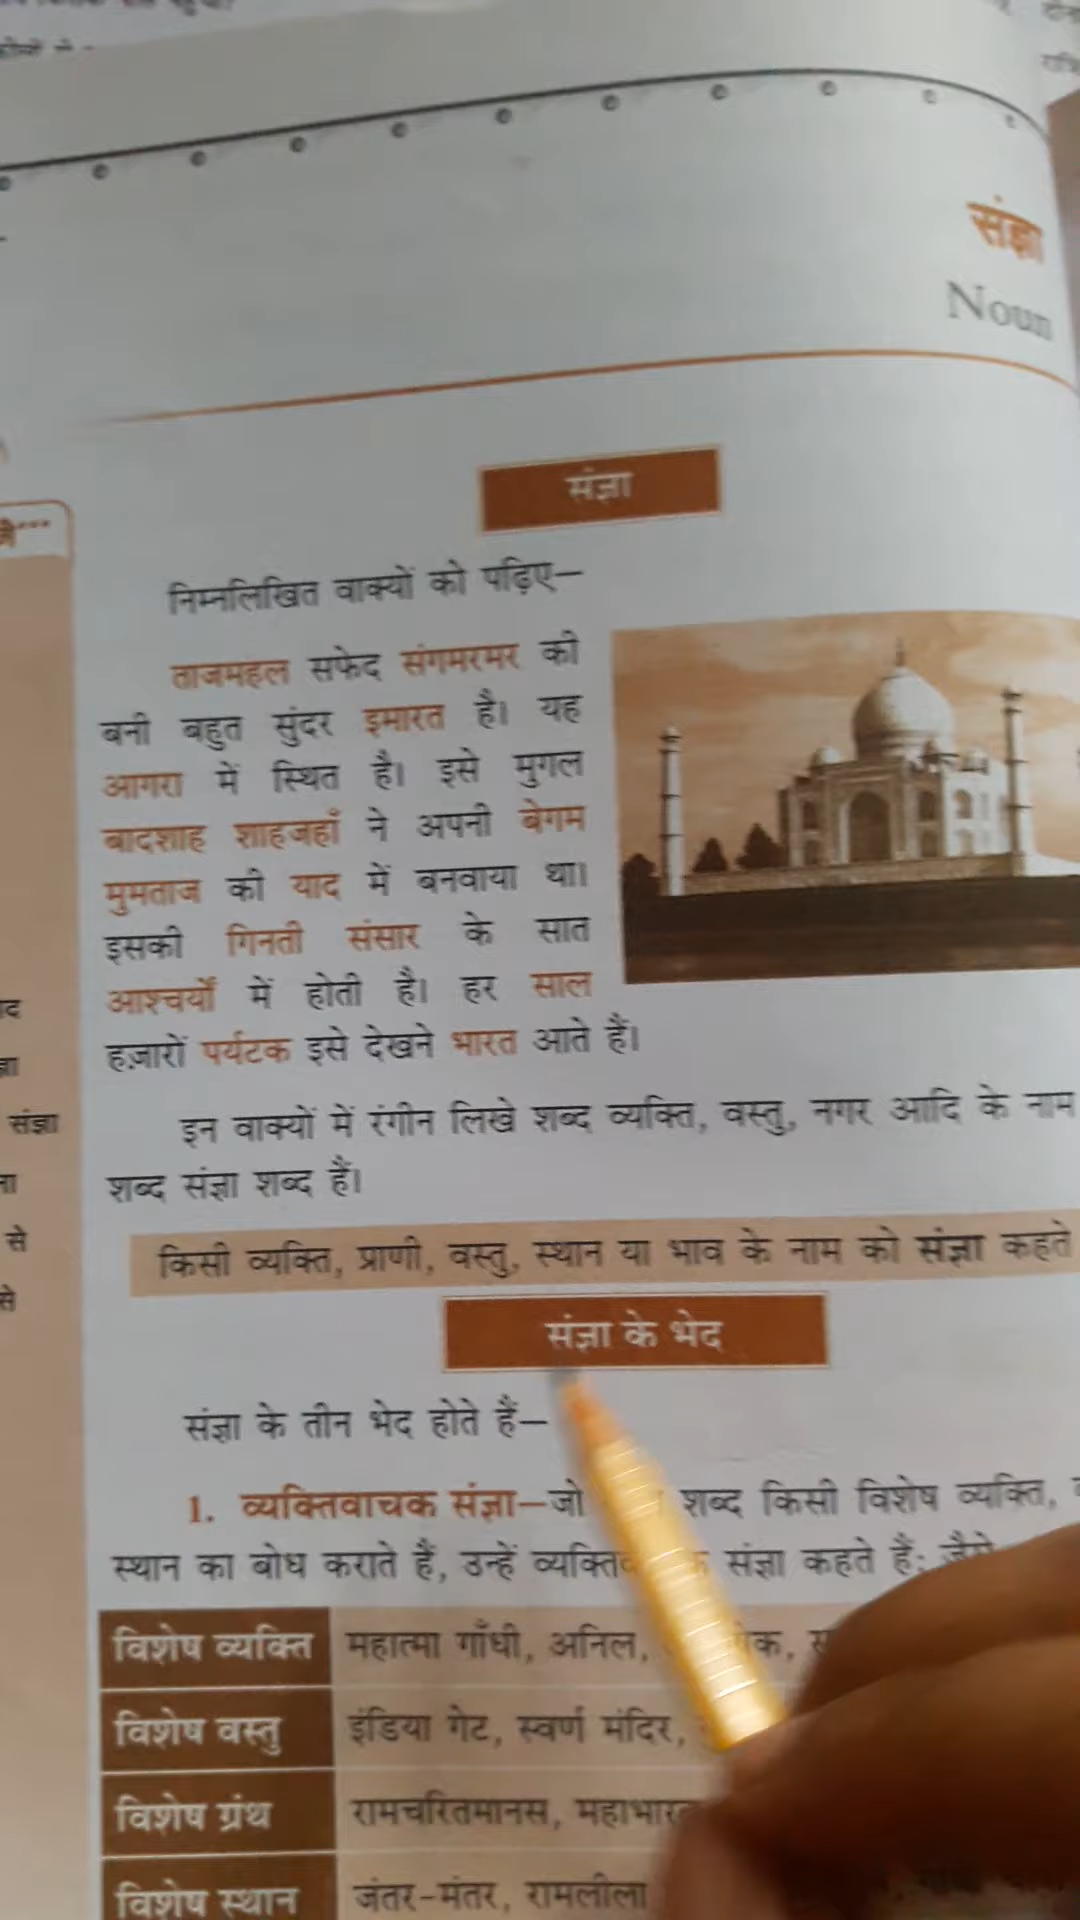 संज्ञा
Noun
संज्ञा
निम्नलिखित वाक्यों को पढ़िए—
ताजमहल सफेद संगमरमर की
बनी बहुत सुंदर इमारत है। यह
आगरा में स्थित है। इसे मुगल
बादशाह शाहजहाँ ने अपनी बेगम
मुमताज की याद में बनवाया था।
इसकी गिनती संसार के सात
आश्चर्यों में होती है। हर साल
हज़ारों पर्यटक इसे देखने भारत आते हैं।
इन वाक्यों में रंगीन लिखे शब्द व्यक्ति, वस्तु, नगर आदि के नाम
शब्द संज्ञा शब्द हैं।
किसी व्यक्ति, प्राणी, वस्तु, स्थान या भाव के नाम को संज्ञा कहते
संज्ञा के भेद
संज्ञा के तीन भेद होते हैं—
1. व्यक्तिवाचक संज्ञा—जो शब्द किसी विशेष व्यक्ति,
स्थान का बोध कराते हैं, उन्हें संज्ञा कहते हैं; जैसे
विशेष व्यक्ति महात्मा गाँधी, अनिल,
विशेष वस्तु इंडिया गेट, स्वर्ण मंदिर,
विशेष ग्रंथ रामचरितमानस,
विशेष स्थान जंतर-मंतर, रामलीला
संज्ञा
से
से